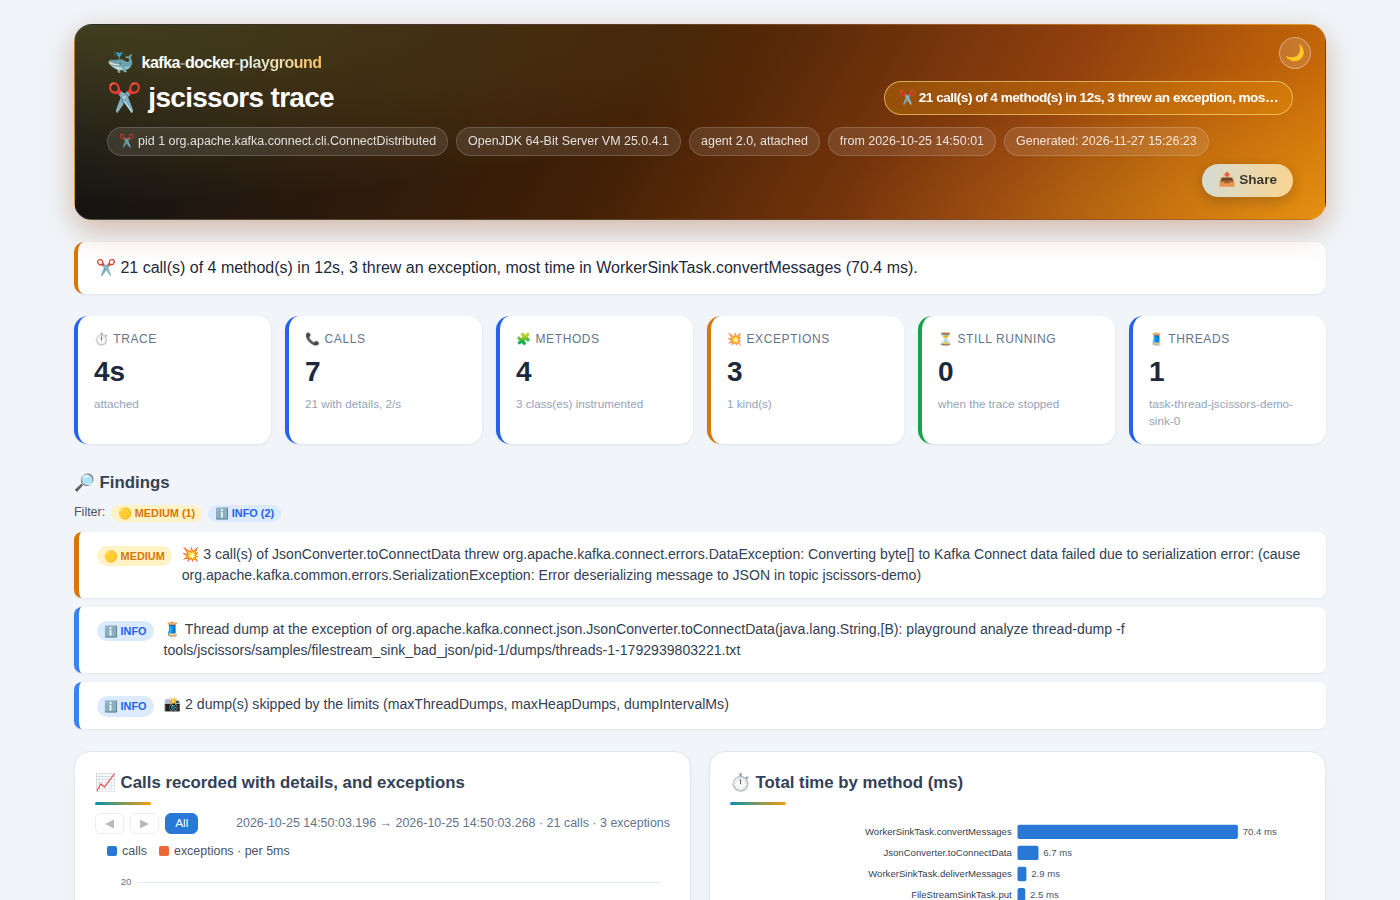 kafka-docker-playground
jscissors trace
21 call(s) of 4 method(s) in 12s, 3 threw an exception, mos…
pid 1 org.apache.kafka.connect.cli.ConnectDistributed
OpenJDK 64-Bit Server VM 25.0.4.1
agent 2.0, attached
from 2026-10-25 14:50:01
Generated: 2026-11-27 15:26:23
Share
21 call(s) of 4 method(s) in 12s, 3 threw an exception, most time in WorkerSinkTask.convertMessages (70.4 ms).
TRACE
4s
attached
CALLS
7
21 with details, 2/s
METHODS
4
3 class(es) instrumented
EXCEPTIONS
3
1 kind(s)
STILL RUNNING
0
when the trace stopped
THREADS
1
task-thread-jscissors-demo-
sink-0
Findings
Filter: MEDIUM (1) INFO (2)
MEDIUM
3 call(s) of JsonConverter.toConnectData threw org.apache.kafka.connect.errors.DataException: Converting byte[] to Kafka Connect data failed due to serialization error: (cause
org.apache.kafka.common.errors.SerializationException: Error deserializing message to JSON in topic jscissors-demo)
INFO
Thread dump at the exception of org.apache.kafka.connect.json.JsonConverter.toConnectData(java.lang.String,[B): playground analyze thread-dump -f
tools/jscissors/samples/filestream_sink_bad_json/pid-1/dumps/threads-1-1792939803221.txt
INFO
2 dump(s) skipped by the limits (maxThreadDumps, maxHeapDumps, dumpIntervalMs)
Calls recorded with details, and exceptions
All
2026-10-25 14:50:03.196 → 2026-10-25 14:50:03.268 · 21 calls · 3 exceptions
calls exceptions · per 5ms
20
Total time by method (ms)
WorkerSinkTask.convertMessages 70.4 ms
JsonConverter.toConnectData 6.7 ms
WorkerSinkTask.deliverMessages 2.9 ms
FileStreamSinkTask.put 2.5 ms